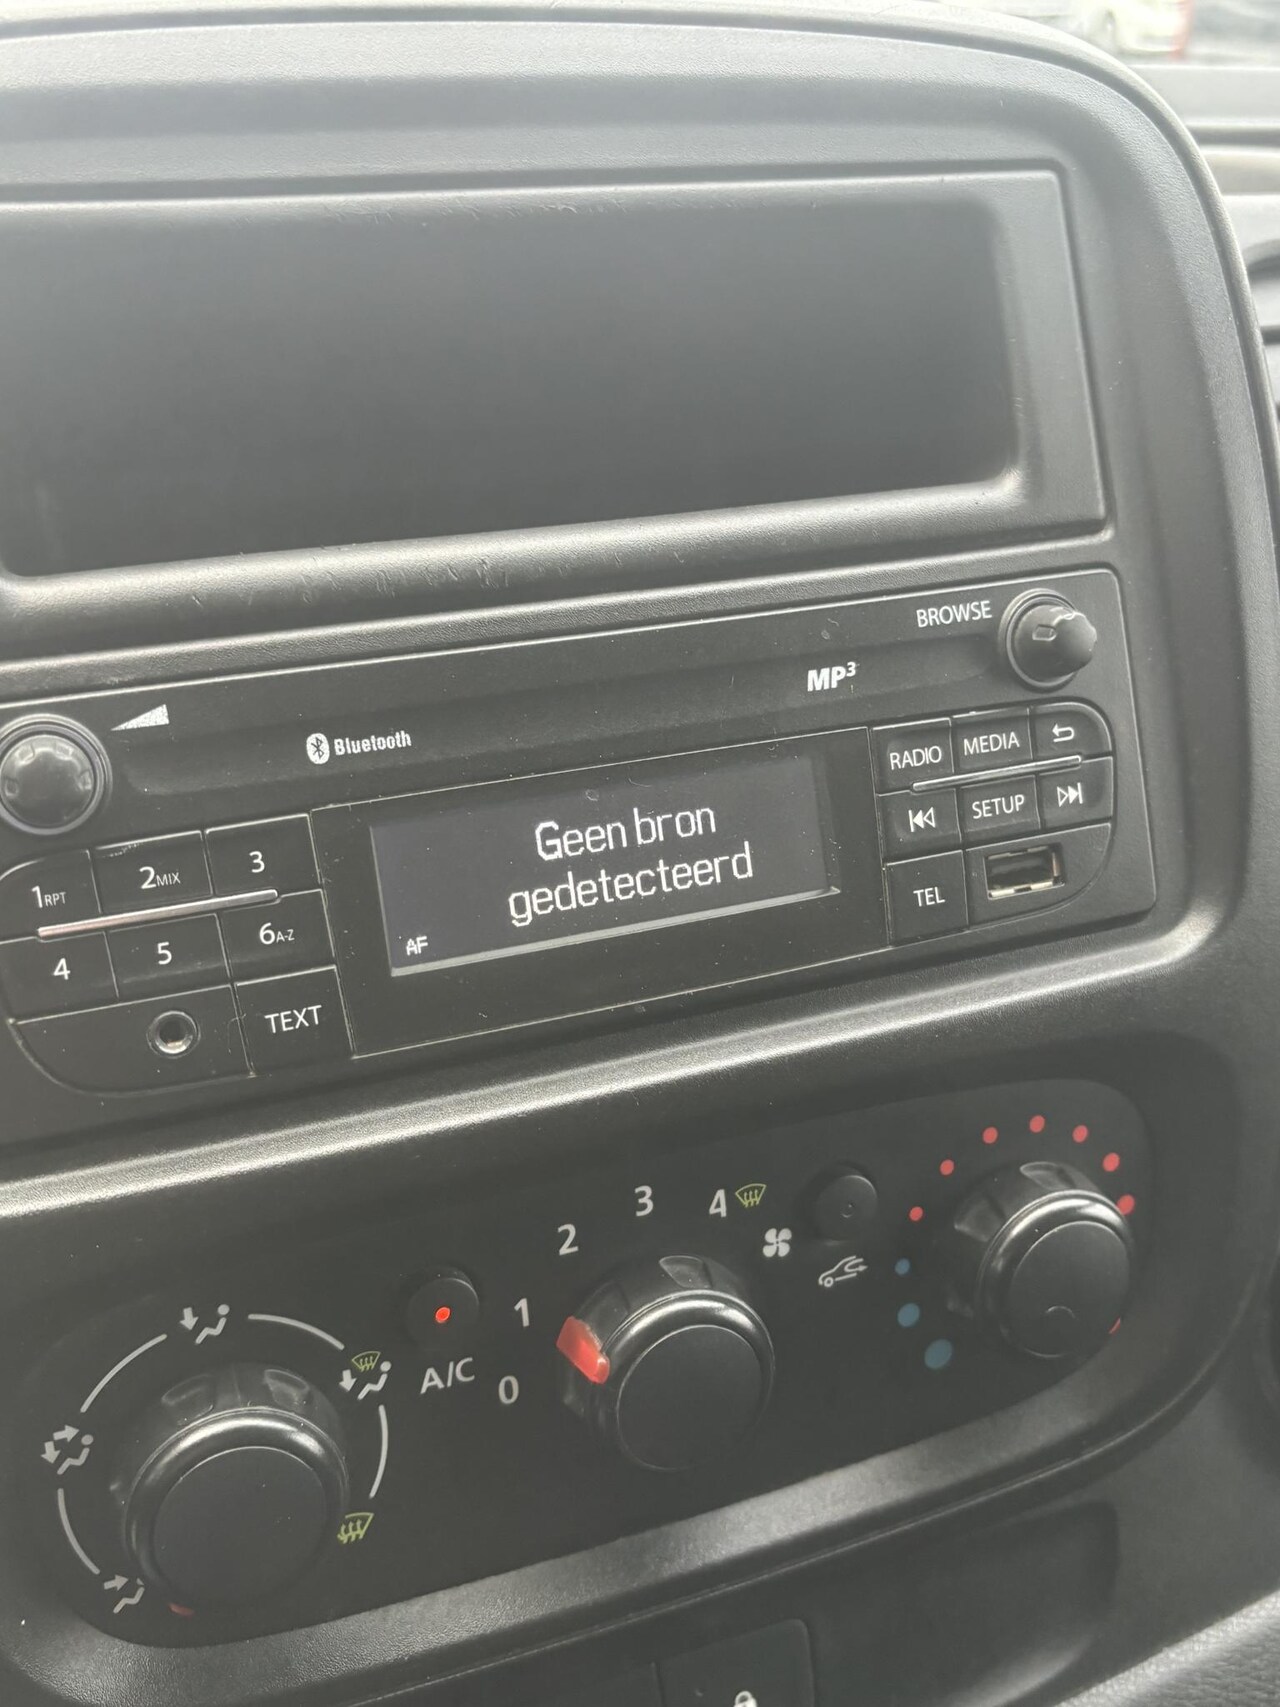 BROWSE
MP3
Bluetooth
RADIO
MEDIA
SETUP
TEL
Geen bron
gedetecteerd
AF
1RPT
2MIX
3
4
5
6A-Z
TEXT
0
1
2
3
4
A/C